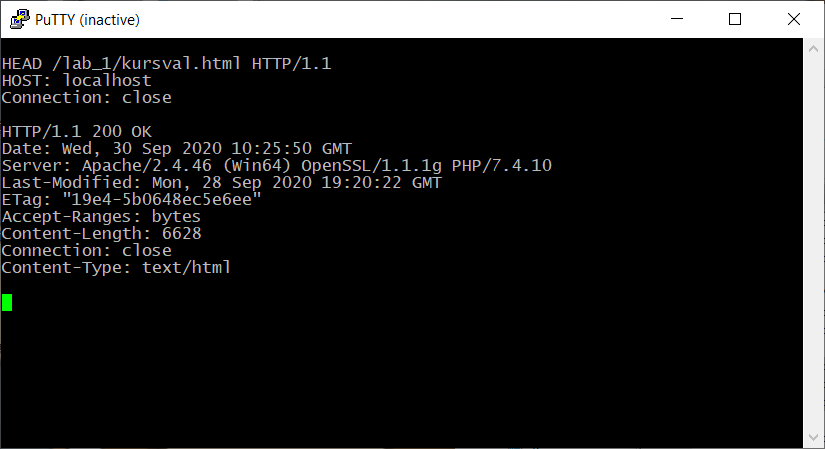 PuTTY (inactive)
HEAD /lab_1/kursval.html HTTP/1.1
HOST: localhost
Connection: close
HTTP/1.1 200 OK
Date: Wed, 30 Sep 2020 10:25:50 GMT
Server: Apache/2.4.46 (Win64) OpenSSL/1.1.1g PHP/7.4.10
Last-Modified: Mon, 28 Sep 2020 19:20:22 GMT
ETag: "19e4-5b0648ec5e6ee"
Accept-Ranges: bytes
Content-Length: 6628
Connection: close
Content-Type: text/html